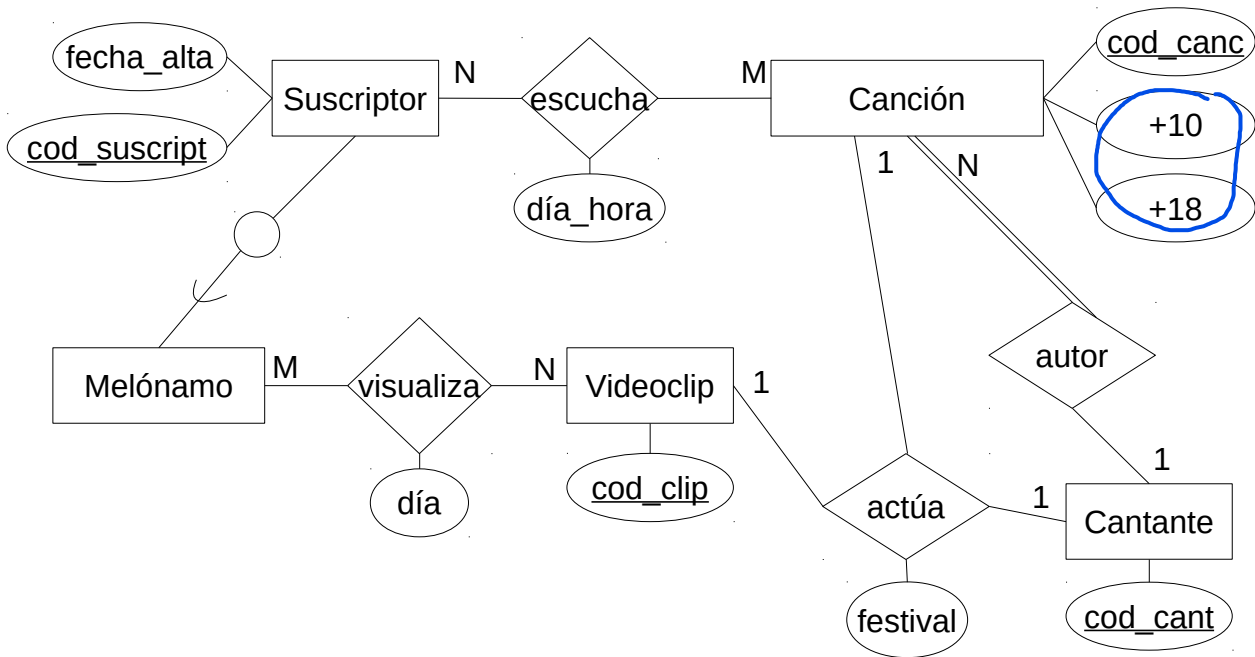 fecha_alta
cod_suscript
Suscriptor
N
escucha
día_hora
M
Canción
cod_canc
+10
+18
1
N
autor
1
Melónamo
M
visualiza
día
N
Videoclip
cod_clip
1
actúa
festival
1
Cantante
cod_cant